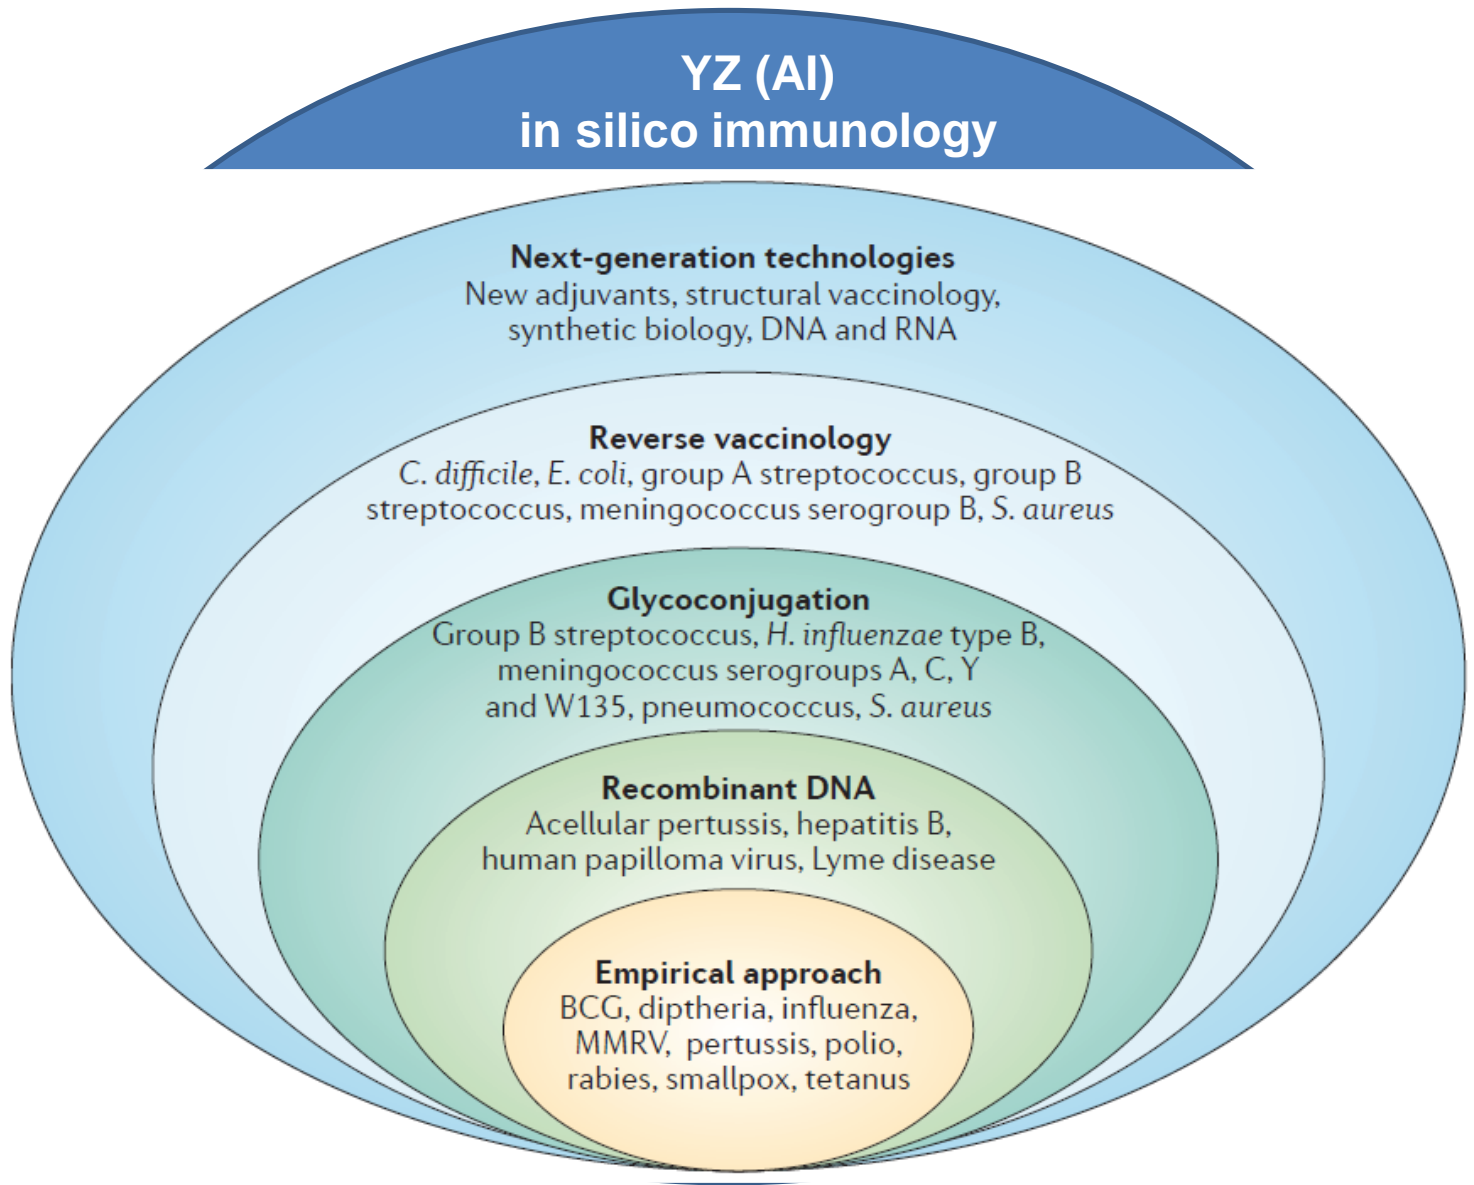 YZ (AI)
in silico immunology
Next-generation technologies
New adjuvants, structural vaccinology,
synthetic biology, DNA and RNA
Reverse vaccinology
C. difficile, E. coli, group A streptococcus, group B
streptococcus, meningococcus serogroup B, S. aureus
Glycoconjugation
Group B streptococcus, H. influenzae type B,
meningococcus serogroups A, C, Y
and W135, pneumococcus, S. aureus
Recombinant DNA
Acellular pertussis, hepatitis B,
human papilloma virus, Lyme disease
Empirical approach
BCG, diptheria, influenza,
MMRV, pertussis, polio,
rabies, smallpox, tetanus